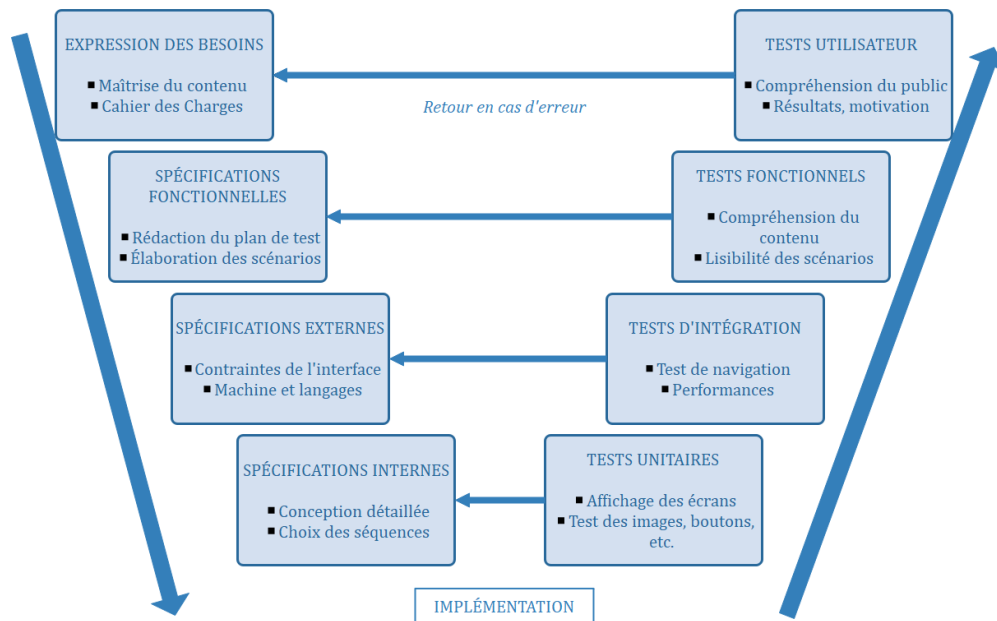 EXPRESSION DES BESOINS
▪ Maîtrise du contenu
▪ Cahier des Charges
TESTS UTILISATEUR
▪ Compréhension du public
▪ Résultats, motivation
Retour en cas d'erreur
SPÉCIFICATIONS
FONCTIONNELLES
▪ Rédaction du plan de test
▪ Élaboration des scénarios
TESTS FONCTIONNELS
▪ Compréhension du
contenu
▪ Lisibilité des scénarios
SPÉCIFICATIONS EXTERNES
▪ Contraintes de l'interface
▪ Machine et langages
TESTS D'INTÉGRATION
▪ Test de navigation
▪ Performances
SPÉCIFICATIONS INTERNES
▪ Conception détaillée
▪ Choix des séquences
TESTS UNITAIRES
▪ Affichage des écrans
▪ Test des images, boutons,
etc.
IMPLÉMENTATION